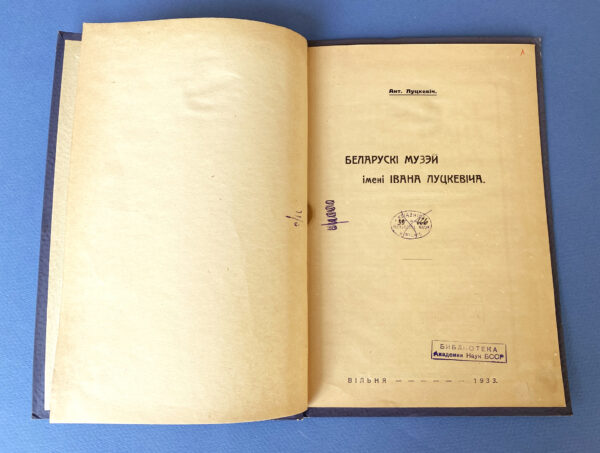 Ант. Луцкевіч.
БЕЛАРУСКІ МУЗЭЙ
імені ІВАНА ЛУЦКЕВІЧА.
БИБЛИОТЕКА
Академии Наук БССР
ВІЛЬНЯ — — — — — — 1933.